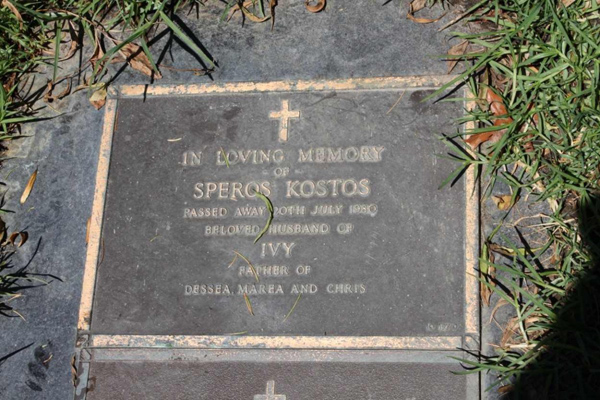 IN LOVING MEMORY
- OF -
SPEROS KOSTOS
PASSED AWAY JULY
BELOVED HUSBAND OF
IVY
FATHER OF
DESSEA, MAREA AND CHRIS